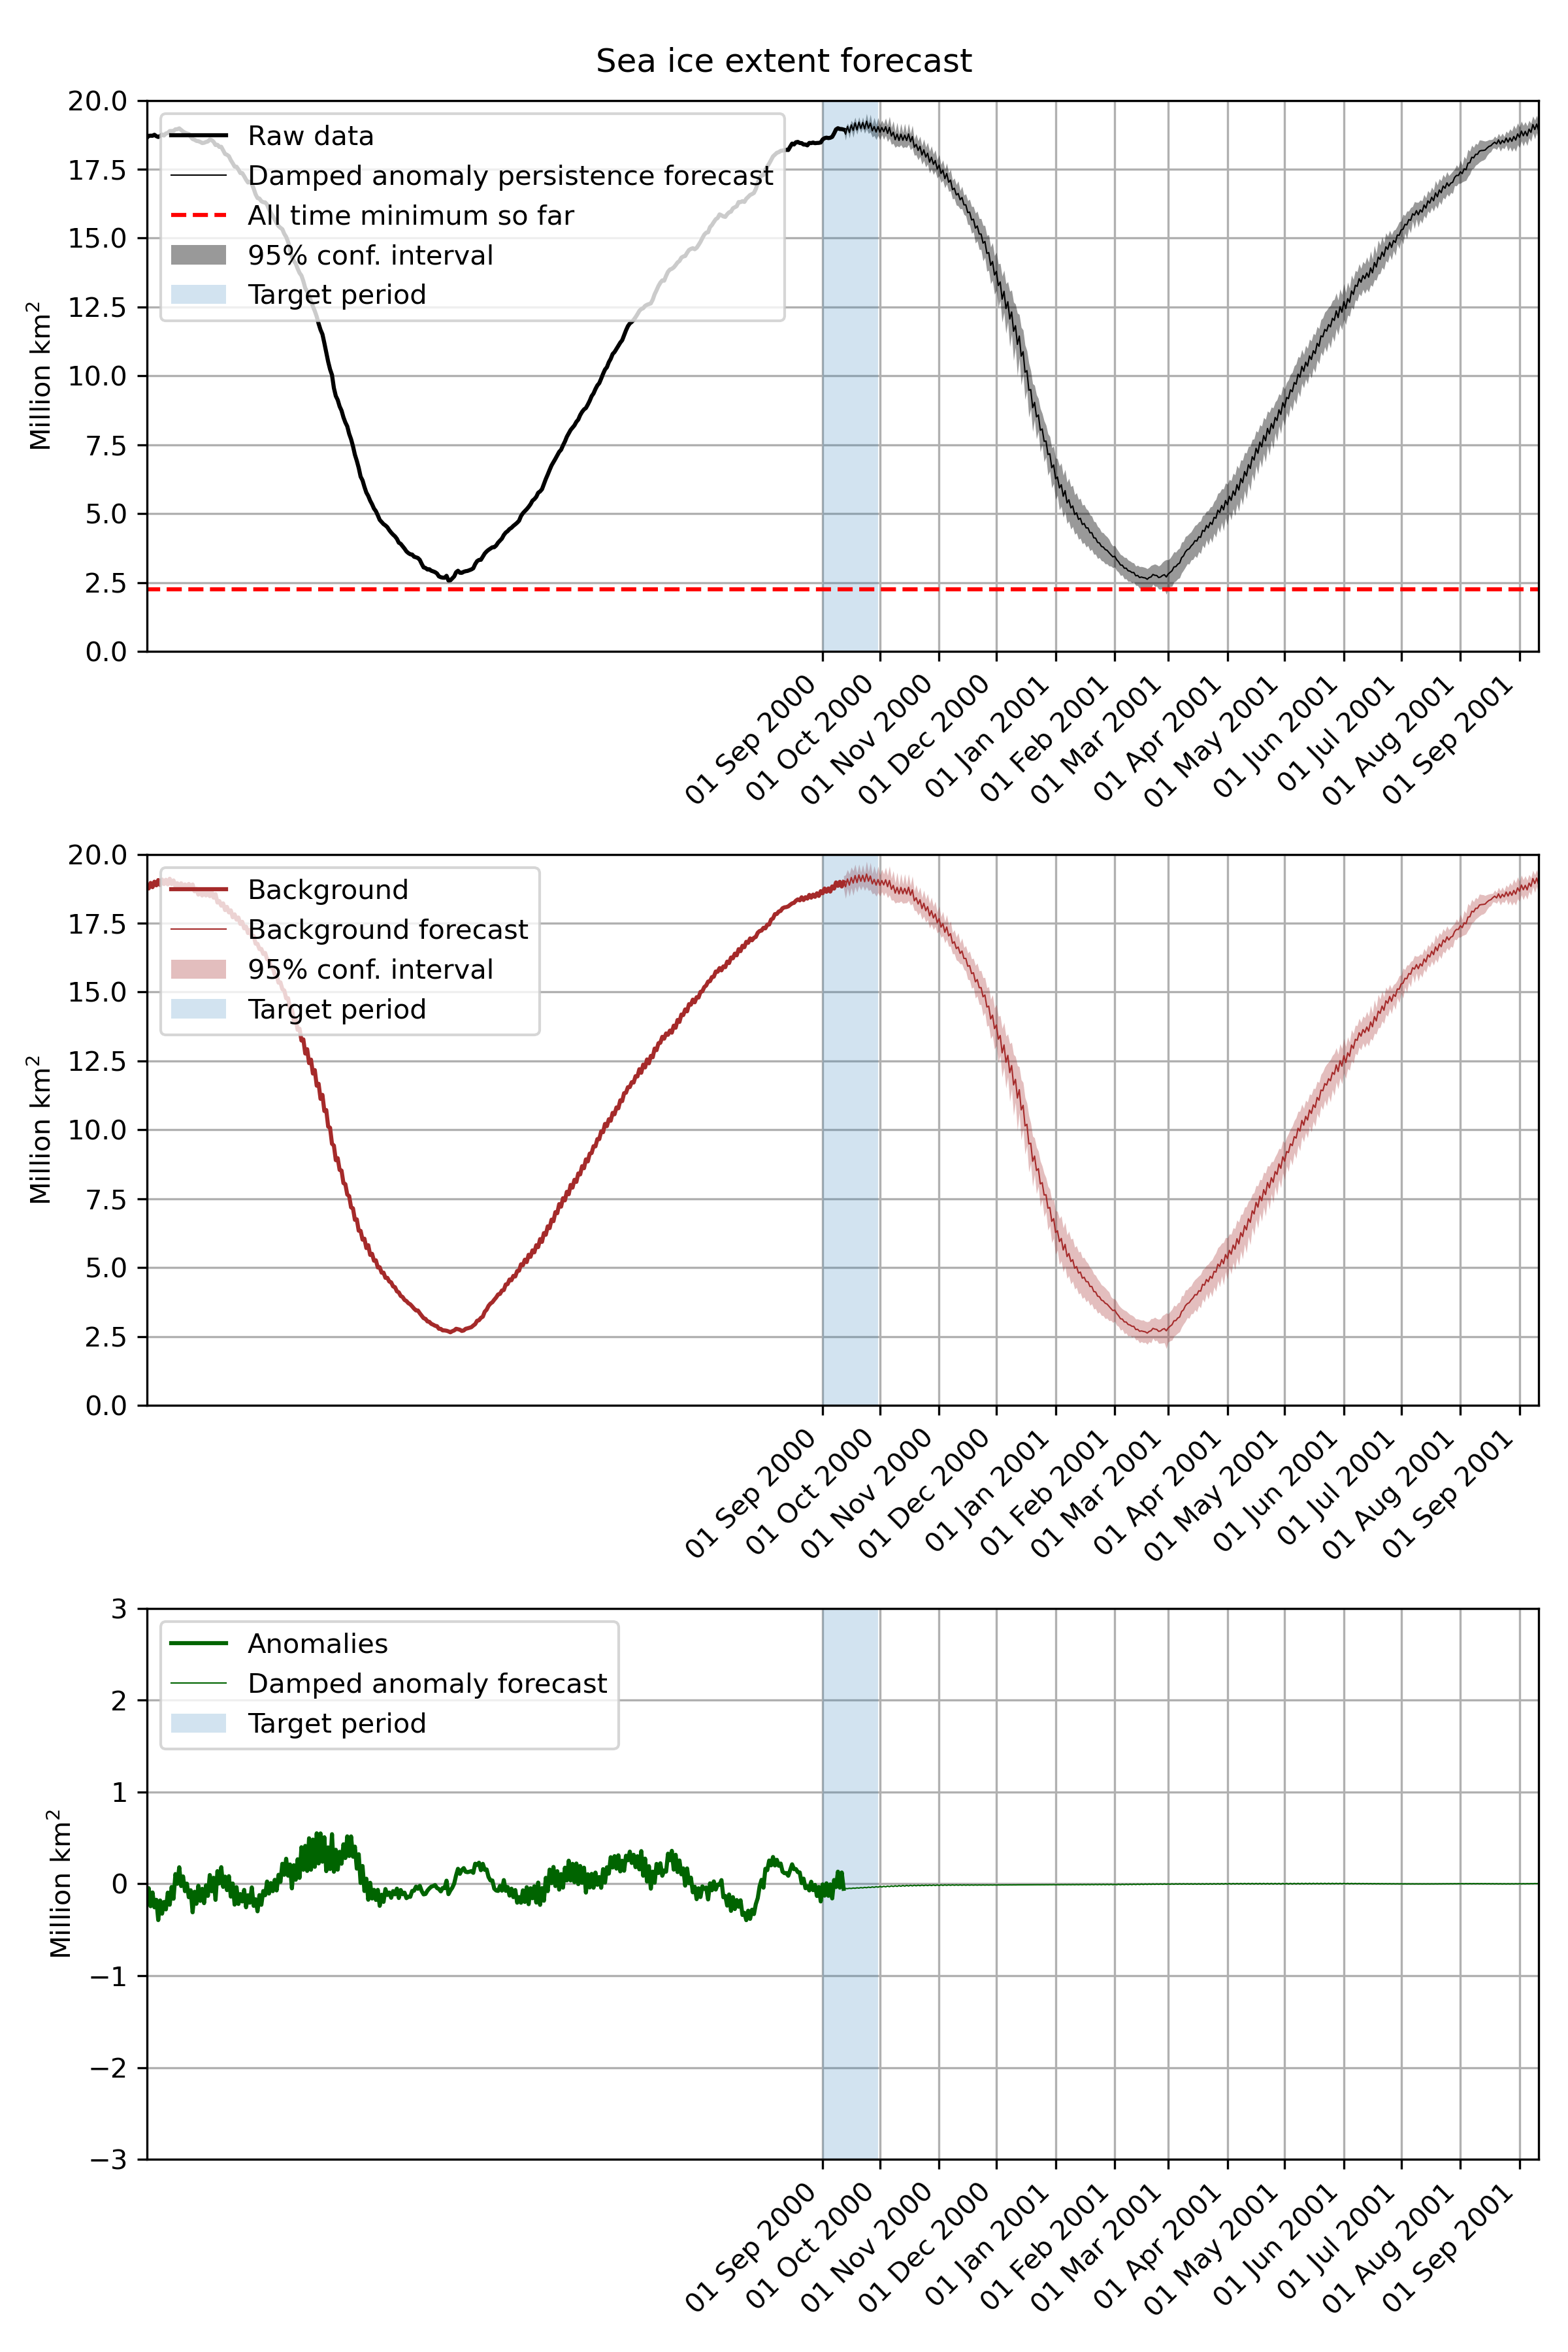 Sea ice extent forecast
20.0
17.5
15.0
12.5
10.0
7.5
5.0
2.5
0.0
Million km²
Raw data
Damped anomaly persistence forecast
All time minimum so far
95% conf. interval
Target period
01 Sep 2000
01 Oct 2000
01 Nov 2000
01 Dec 2000
01 Jan 2001
01 Feb 2001
01 Mar 2001
01 Apr 2001
01 May 2001
01 Jun 2001
01 Jul 2001
01 Aug 2001
01 Sep 2001
20.0
17.5
15.0
12.5
10.0
7.5
5.0
2.5
0.0
Million km²
Background
Background forecast
95% conf. interval
Target period
01 Sep 2000
01 Oct 2000
01 Nov 2000
01 Dec 2000
01 Jan 2001
01 Feb 2001
01 Mar 2001
01 Apr 2001
01 May 2001
01 Jun 2001
01 Jul 2001
01 Aug 2001
01 Sep 2001
3
2
1
0
−1
−2
−3
Million km²
Anomalies
Damped anomaly forecast
Target period
01 Sep 2000
01 Oct 2000
01 Nov 2000
01 Dec 2000
01 Jan 2001
01 Feb 2001
01 Mar 2001
01 Apr 2001
01 May 2001
01 Jun 2001
01 Jul 2001
01 Aug 2001
01 Sep 2001